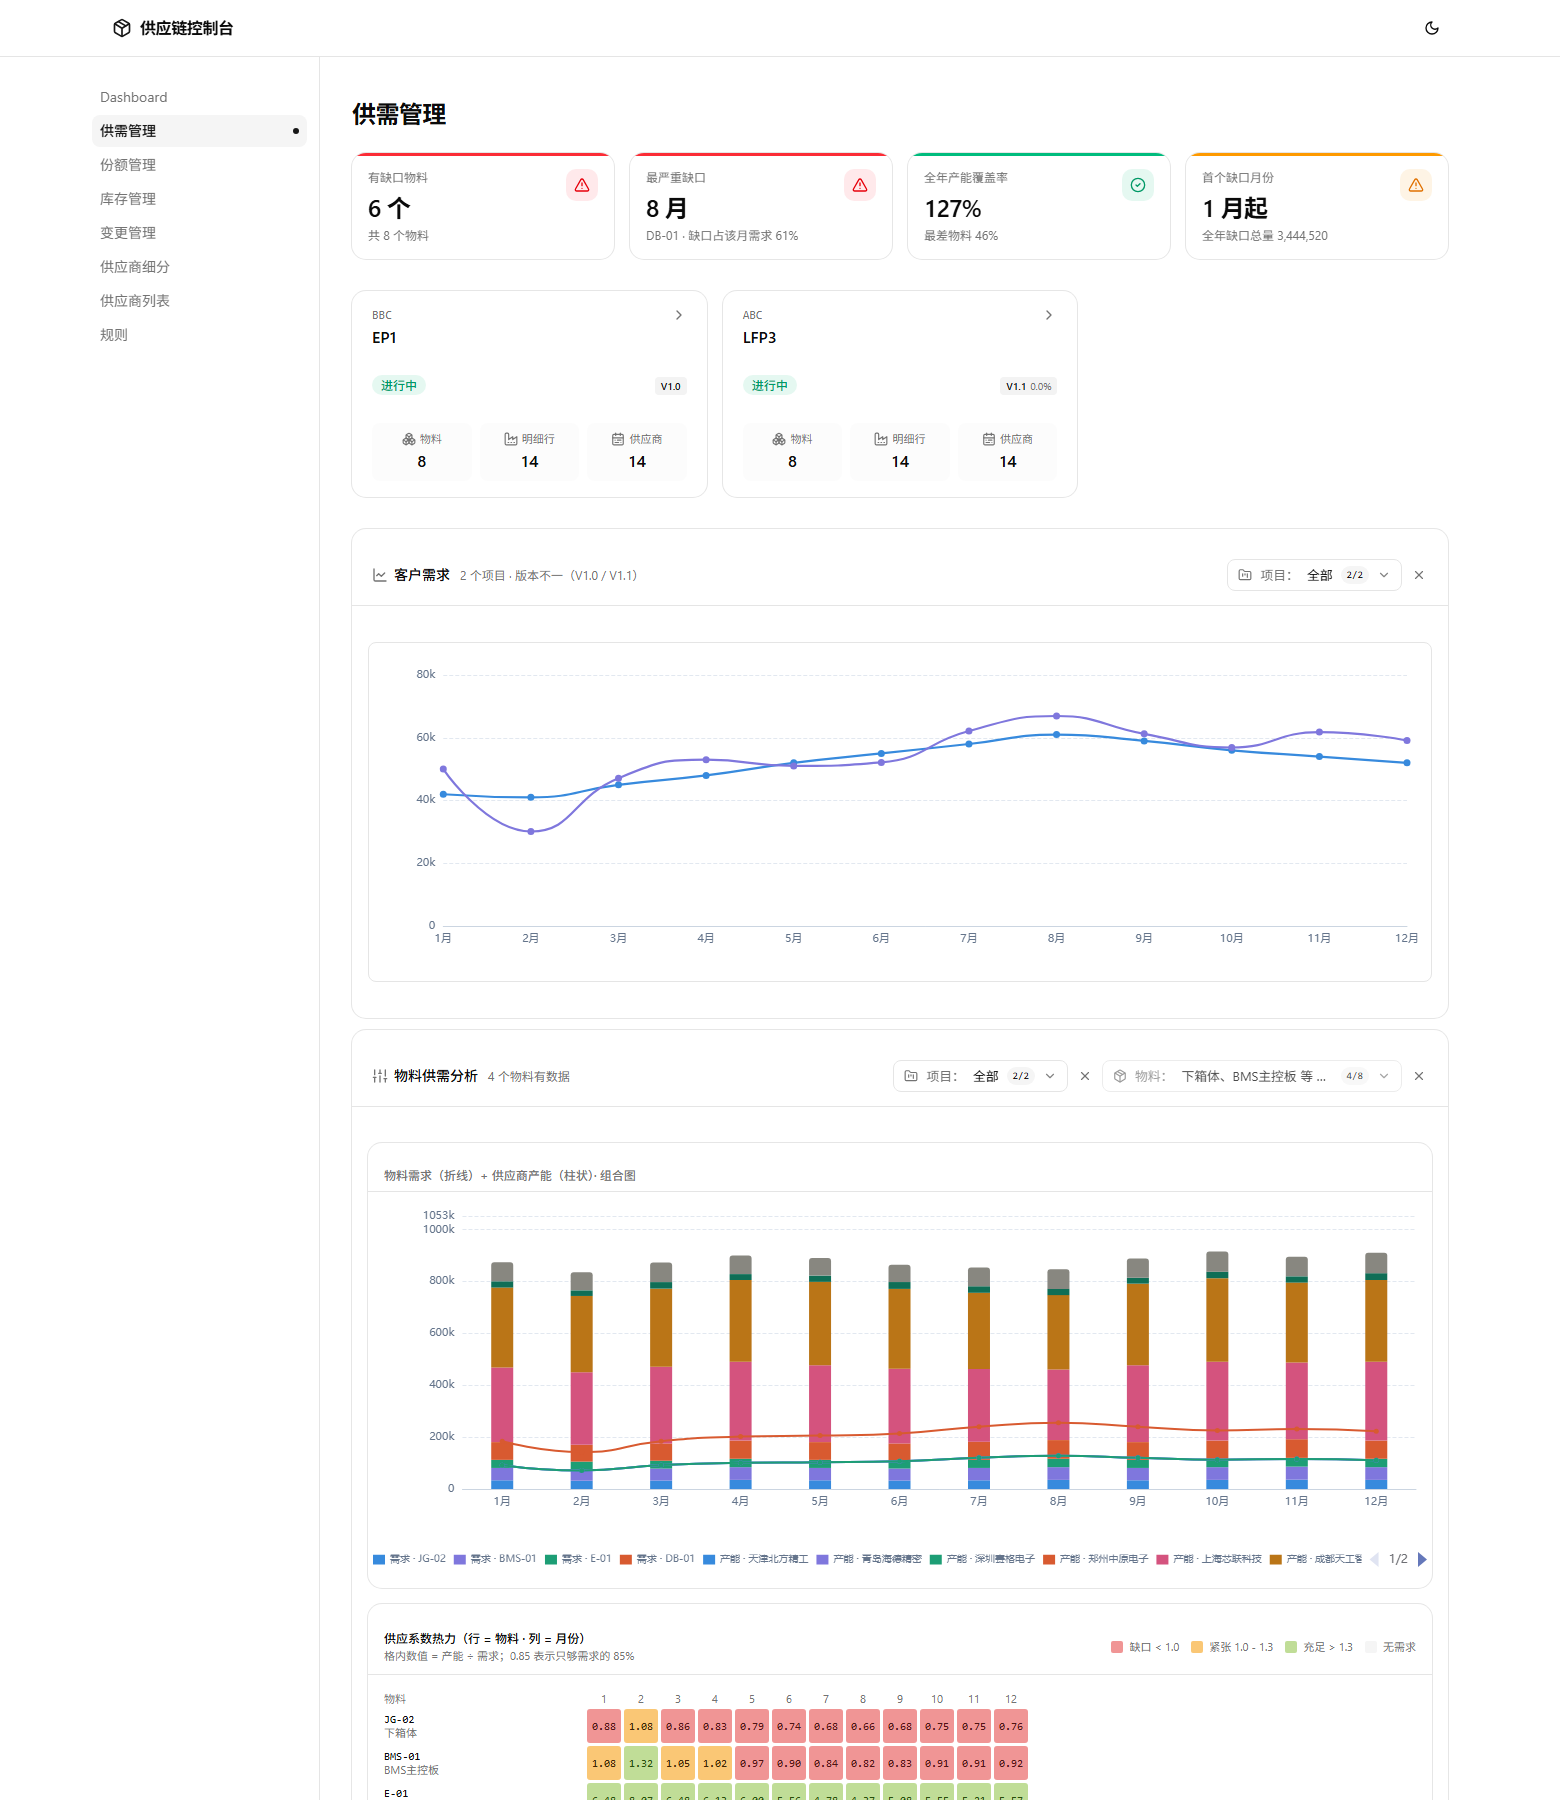 供应链控制台
Dashboard
供需管理
份额管理
库存管理
变更管理
供应商细分
供应商列表
规则
供需管理
有缺口物料
6 个
共 8 个物料
最严重缺口
8 月
DB-01 · 缺口占该月需求 61%
全年产能覆盖率
127%
最差物料 46%
首个缺口月份
1 月起
全年缺口总量 3,444,520
BBC
EP1
进行中
V1.0
物料
8
明细行
14
供应商
14
ABC
LFP3
进行中
V1.1 0.0%
物料
8
明细行
14
供应商
14
客户需求 2 个项目 · 版本不一（V1.0 / V1.1）
项目： 全部 2/2
80k
60k
40k
20k
0
1月 2月 3月 4月 5月 6月 7月 8月 9月 10月 11月 12月
物料供需分析 4 个物料有数据
项目： 全部 2/2
物料： 下箱体、BMS主控板 等 ... 4/8
物料需求（折线）+ 供应商产能（柱状）· 组合图
1053k
1000k
800k
600k
400k
200k
0
1月 2月 3月 4月 5月 6月 7月 8月 9月 10月 11月 12月
需求 · JG-02 需求 · BMS-01 需求 · E-01 需求 · DB-01 产能 · 天津北方精工 产能 · 青岛海德精密 产能 · 深圳赛格电子 产能 · 郑州中原电子 产能 · 上海芯联科技 产能 · 成都天工 1/2
供应系数热力（行 = 物料 · 列 = 月份）
格内数值 = 产能 ÷ 需求；0.85 表示只够需求的 85%
缺口 < 1.0 紧张 1.0 - 1.3 充足 > 1.3 无需求
物料 1 2 3 4 5 6 7 8 9 10 11 12
JG-02
下箱体
0.88 1.08 0.86 0.83 0.79 0.74 0.68 0.66 0.68 0.75 0.75 0.76
BMS-01
BMS主控板
1.08 1.32 1.05 1.02 0.97 0.90 0.84 0.82 0.83 0.91 0.91 0.92
E-01